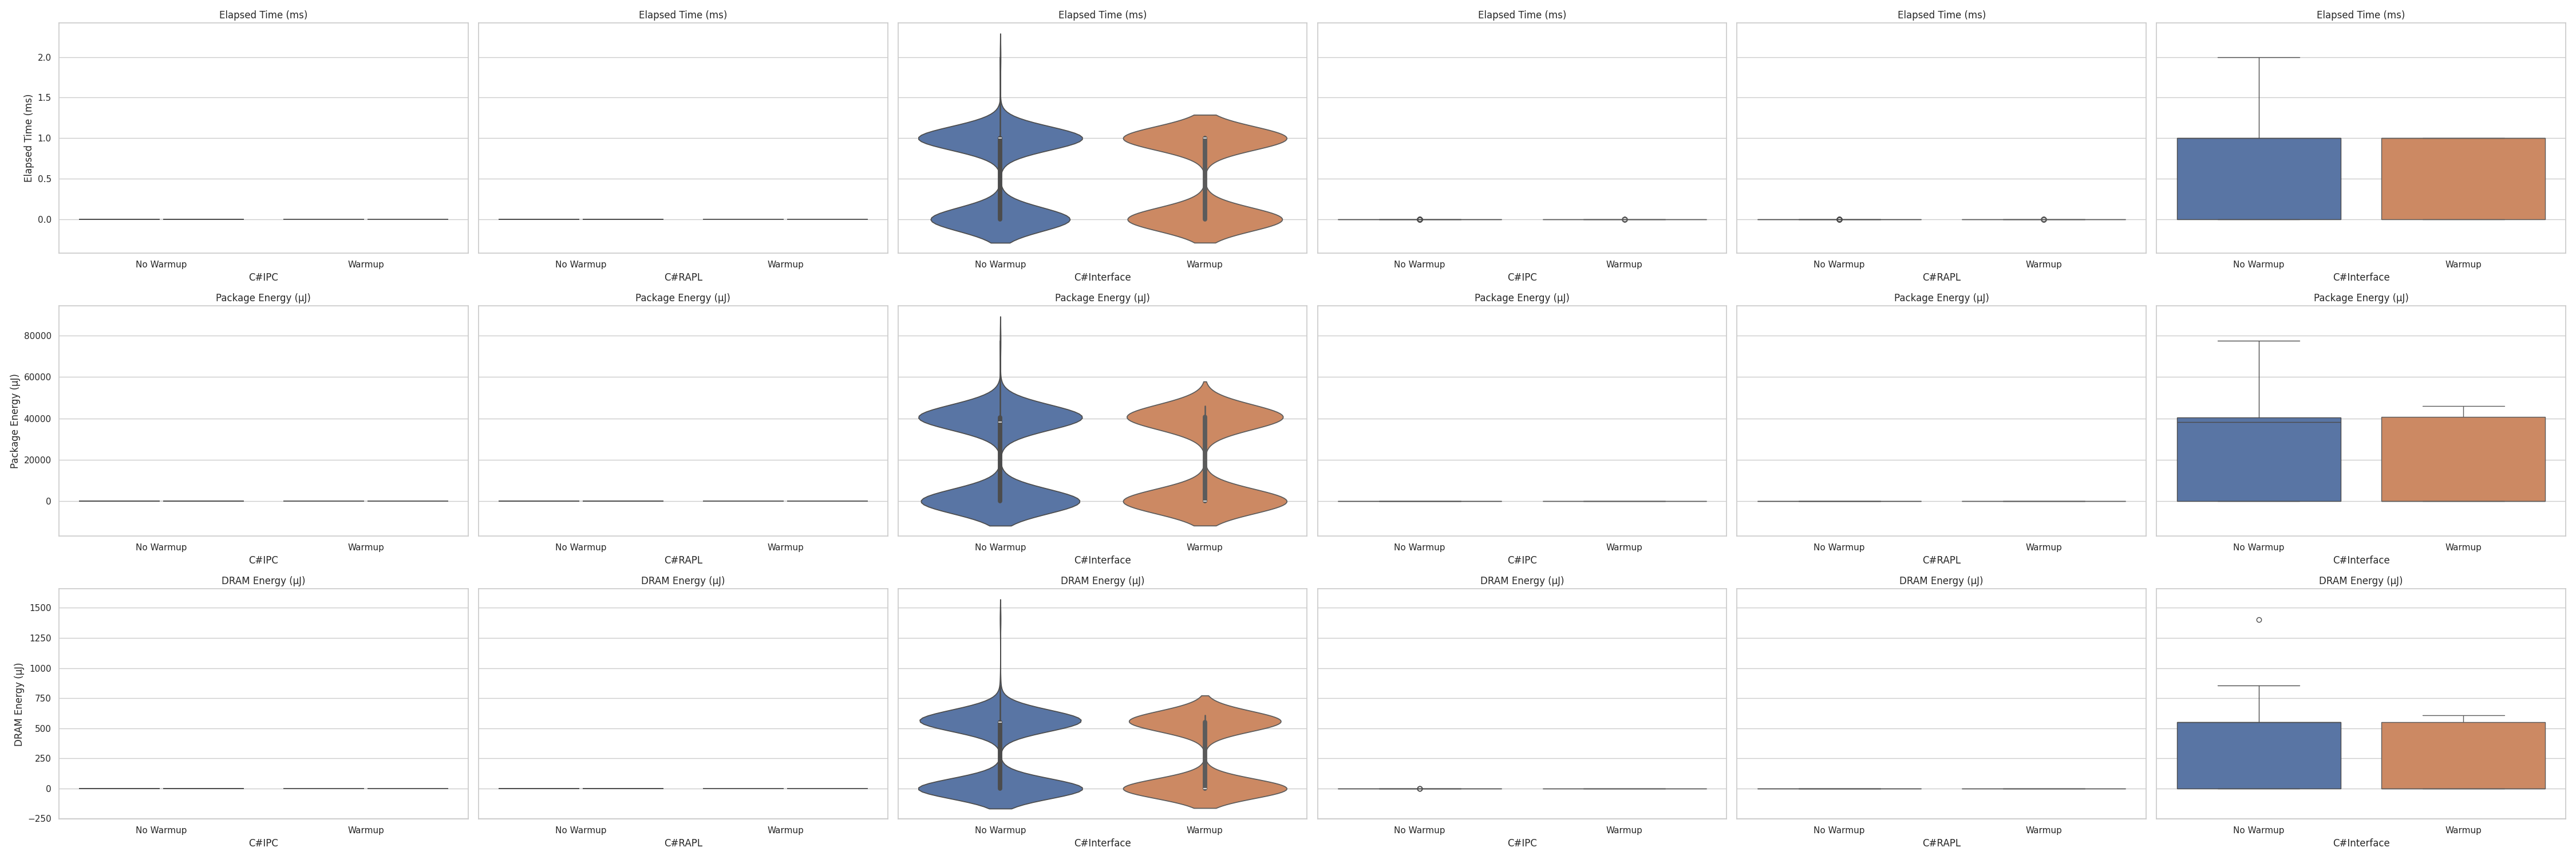 Elapsed Time (ms) Elapsed Time (ms) Elapsed Time (ms) Elapsed Time (ms) Elapsed Time (ms) Elapsed Time (ms)
Elapsed Time (ms)
2.0
1.5
1.0
0.5
0.0
No Warmup Warmup No Warmup Warmup No Warmup Warmup No Warmup Warmup No Warmup Warmup No Warmup Warmup
C#IPC C#RAPL C#Interface C#IPC C#RAPL C#Interface
Package Energy (µJ) Package Energy (µJ) Package Energy (µJ) Package Energy (µJ) Package Energy (µJ) Package Energy (µJ)
Package Energy (µJ)
80000
60000
40000
20000
0
No Warmup Warmup No Warmup Warmup No Warmup Warmup No Warmup Warmup No Warmup Warmup No Warmup Warmup
C#IPC C#RAPL C#Interface C#IPC C#RAPL C#Interface
DRAM Energy (µJ) DRAM Energy (µJ) DRAM Energy (µJ) DRAM Energy (µJ) DRAM Energy (µJ) DRAM Energy (µJ)
DRAM Energy (µJ)
1500
1250
1000
750
500
250
0
−250
No Warmup Warmup No Warmup Warmup No Warmup Warmup No Warmup Warmup No Warmup Warmup No Warmup Warmup
C#IPC C#RAPL C#Interface C#IPC C#RAPL C#Interface